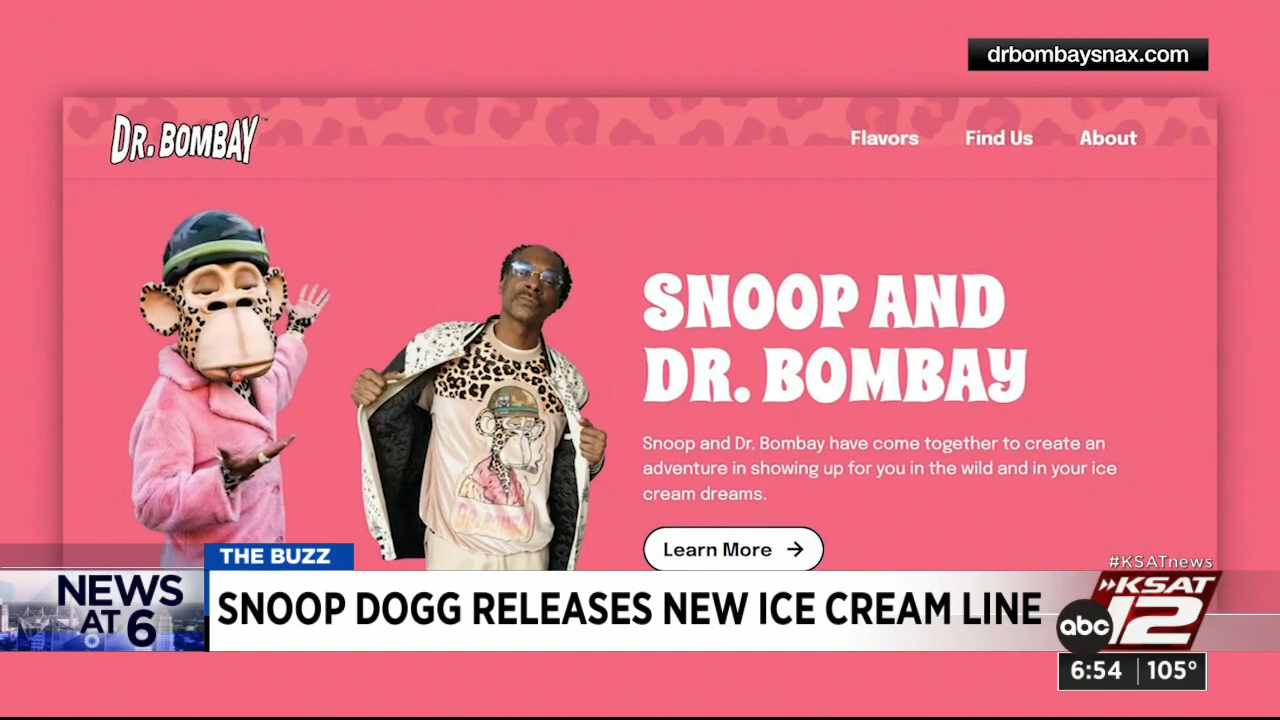 drbombaysnax.com
DR. BOMBAY
Flavors Find Us About
SNOOP AND
DR. BOMBAY
Snoop and Dr. Bombay have come together to create an
adventure in showing up for you in the wild and in your ice
cream dreams.
Learn More →
DR. BOMBAY
THE BUZZ
#KSATnews
NEWS
AT 6
SNOOP DOGG RELEASES NEW ICE CREAM LINE
KSAT
abc 12
6:54 105°